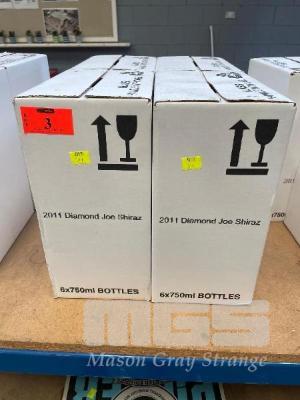 3
2011 Diamond Joe Shiraz
6x750ml BOTTLES
2011 Diamond Joe Shiraz
6x750ml BOTTLES
MGS
Mason Gray Strange